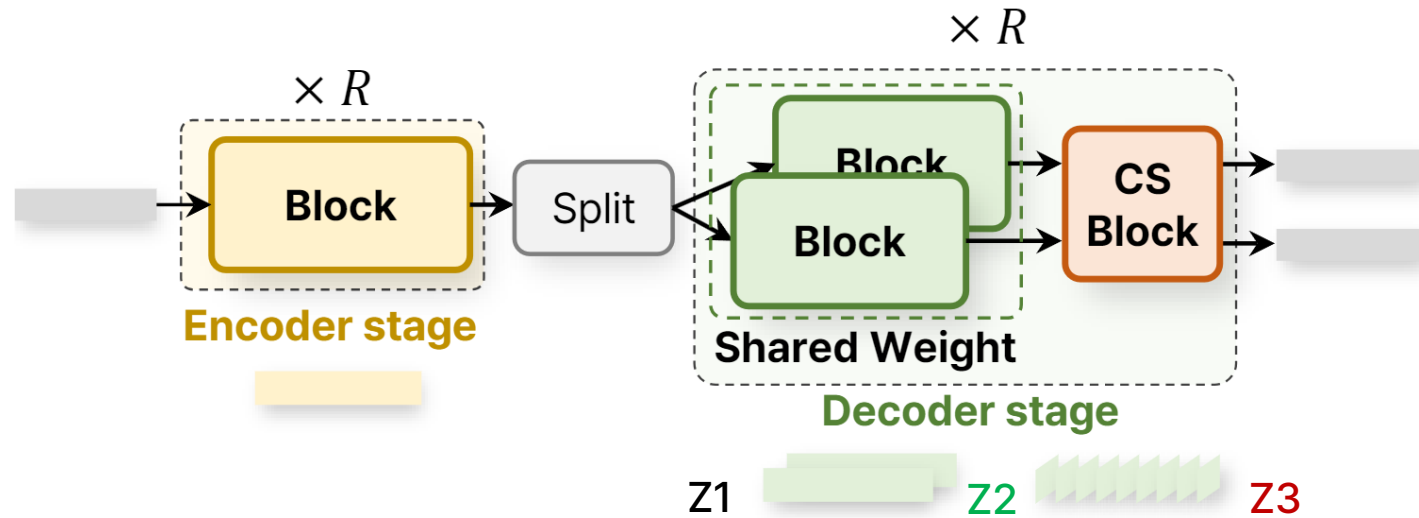 × R
× R
Block
Split
Block
Block
CS
Block
Encoder stage
Shared Weight
Decoder stage
Z1
Z2
Z3